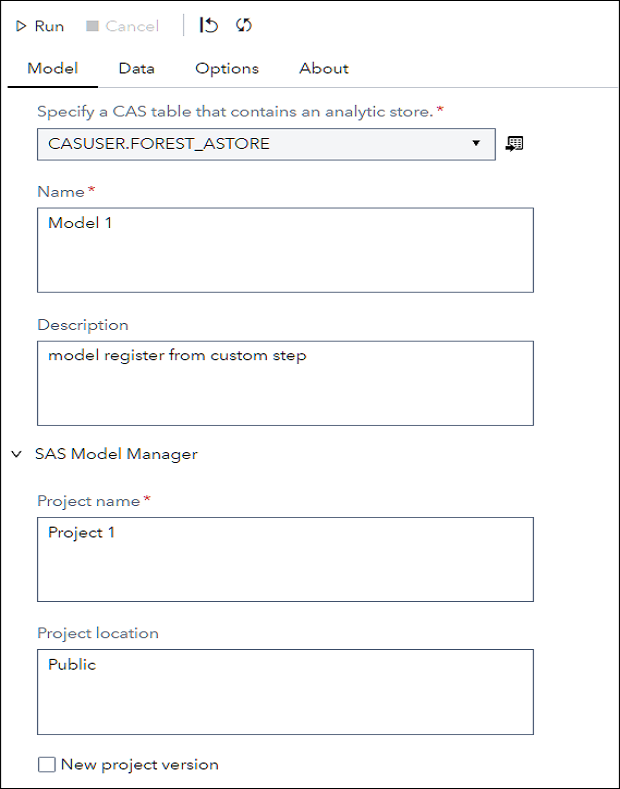 Run Cancel
Model Data Options About
Specify a CAS table that contains an analytic store.*
CASUSER.FOREST_ASTORE
Name*
Model 1
Description
model register from custom step
SAS Model Manager
Project name*
Project 1
Project location
Public
New project version